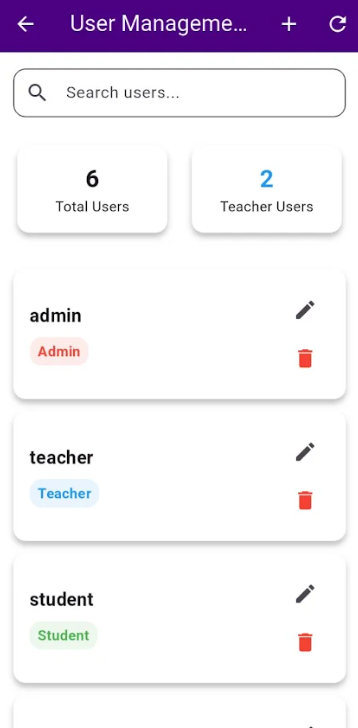 User Manageme...
Search users...
6
Total Users
2
Teacher Users
admin
Admin
teacher
Teacher
student
Student